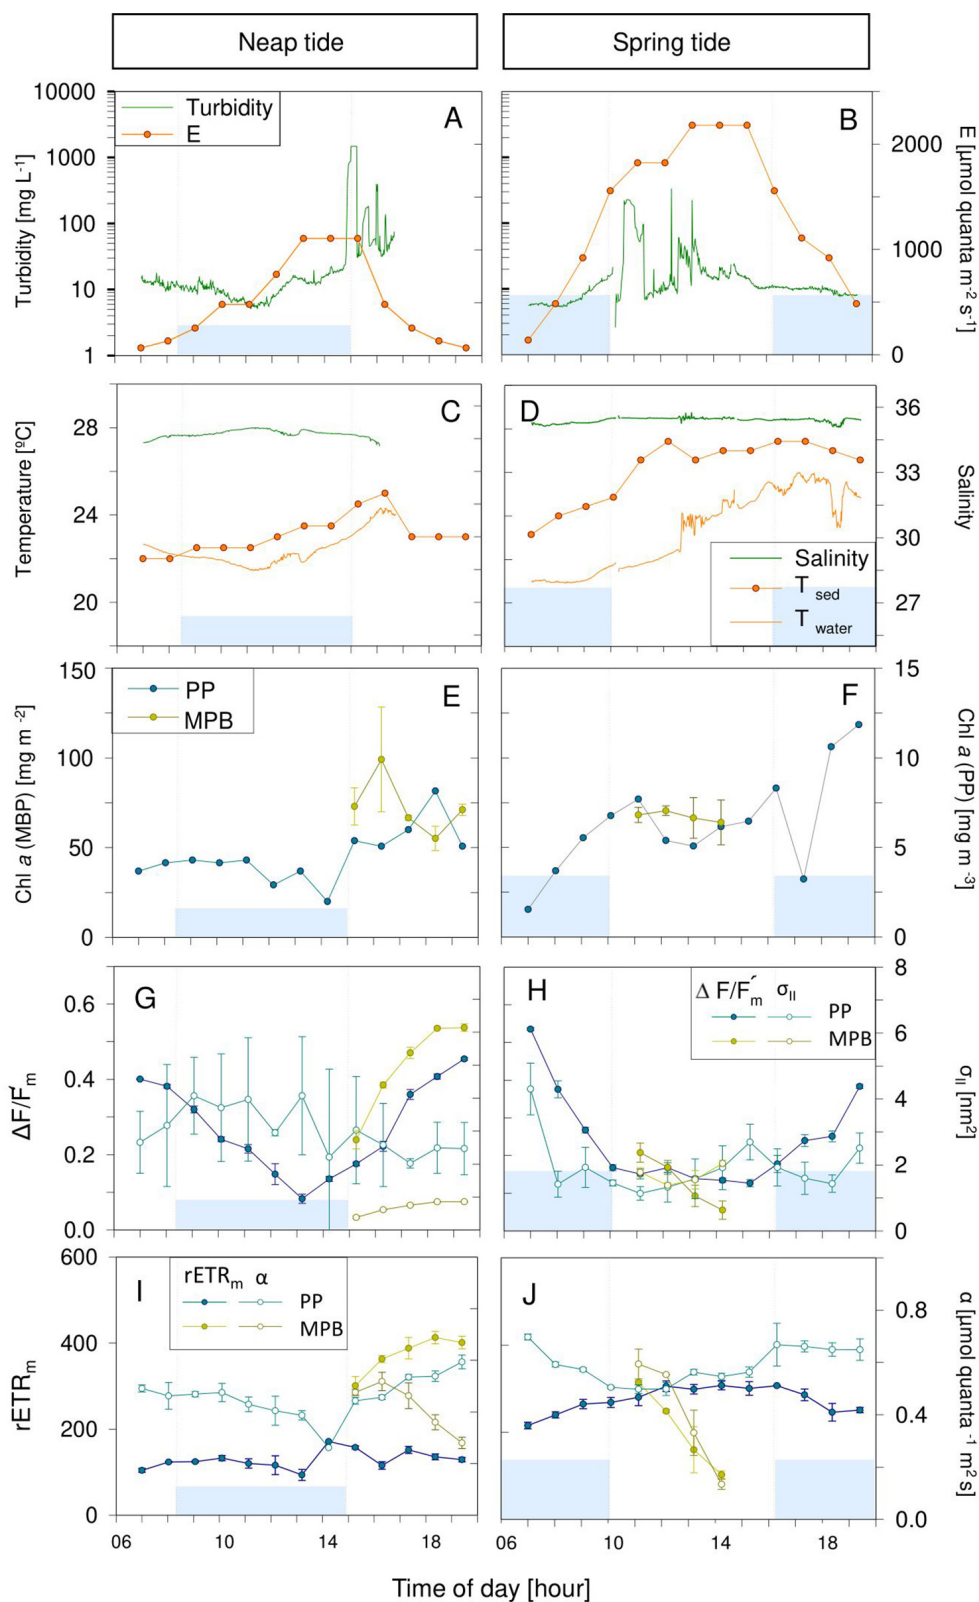 Neap tide
Spring tide
Turbidity
E
A
B
10000
1000
100
10
1
Turbidity [mg L-1]
2000
1000
0
E [µmol quanta m-2 s-1]
C
D
28
24
20
Temperature [ºC]
36
33
30
27
Salinity
Salinity
T sed
T water
PP
MPB
E
F
150
100
50
0
Chl a (MBP) [mg m -2]
15
10
5
0
Chl a (PP) [mg m -3]
G
H
0.6
0.4
0.2
0.0
ΔF/F′m
Δ F/F′m σII
PP
MPB
8
6
4
2
0
σII [nm2]
I
J
rETRm α
PP
MPB
600
400
200
0
rETRm
0.8
0.4
0.0
α [µmol quanta -1 m2 s]
06 10 14 18
06 10 14 18
Time of day [hour]